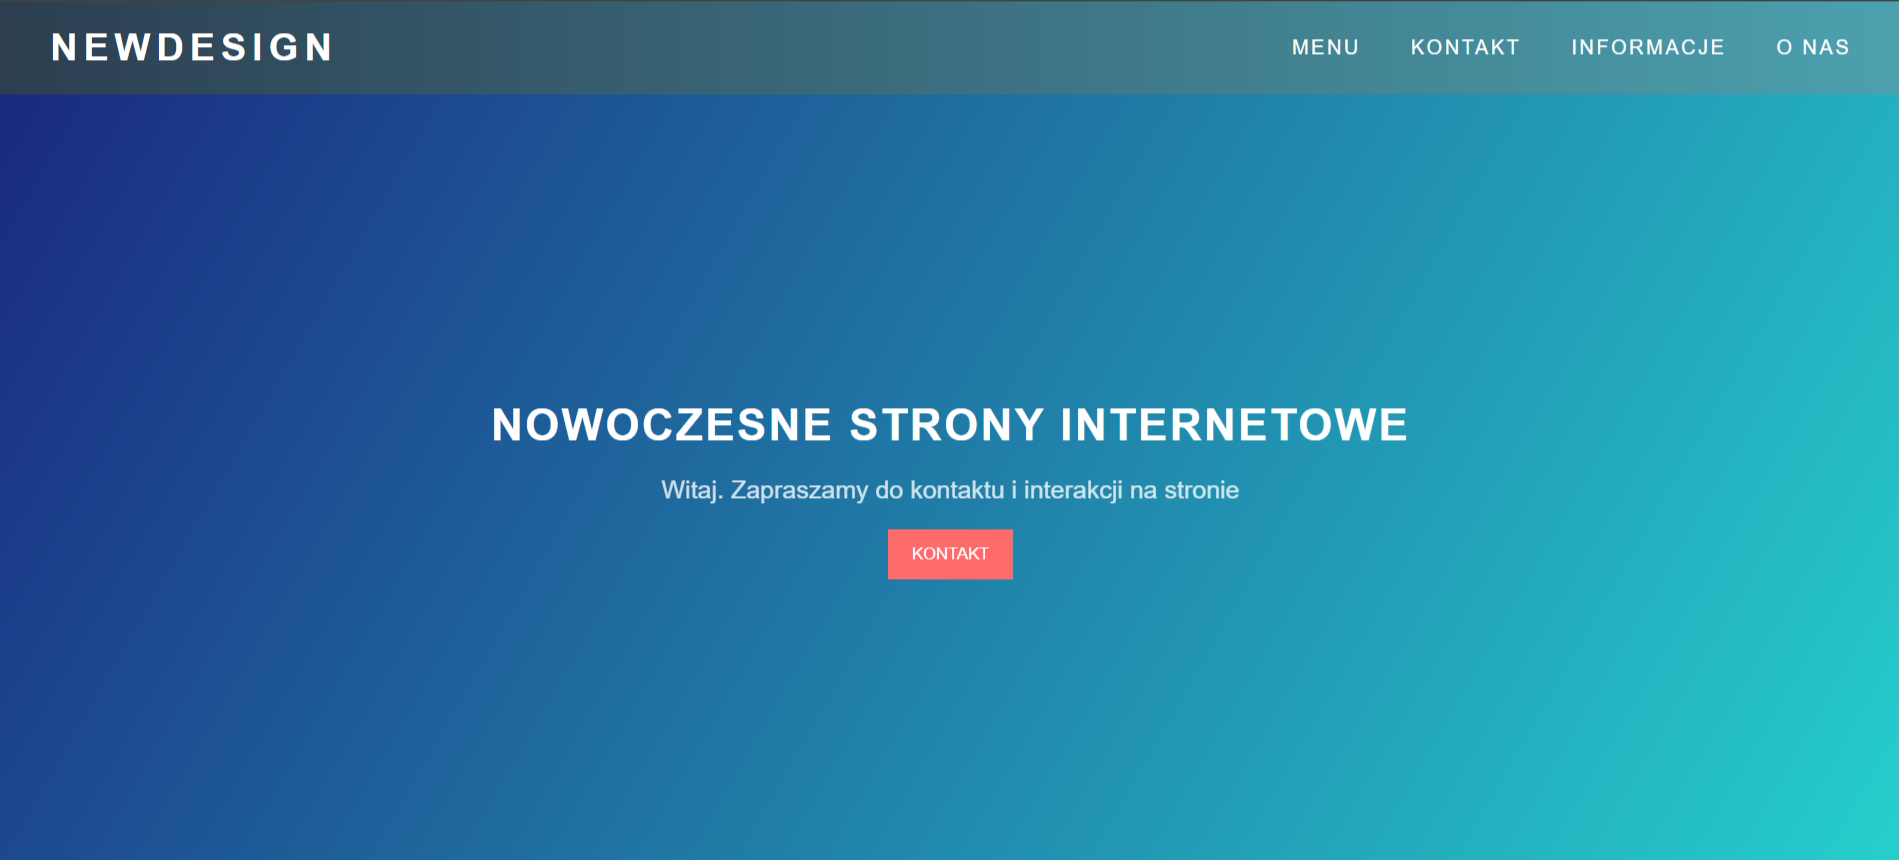 NEWDESIGN
MENU KONTAKT INFORMACJE O NAS
NOWOCZESNE STRONY INTERNETOWE
Witaj. Zapraszamy do kontaktu i interakcji na stronie
KONTAKT